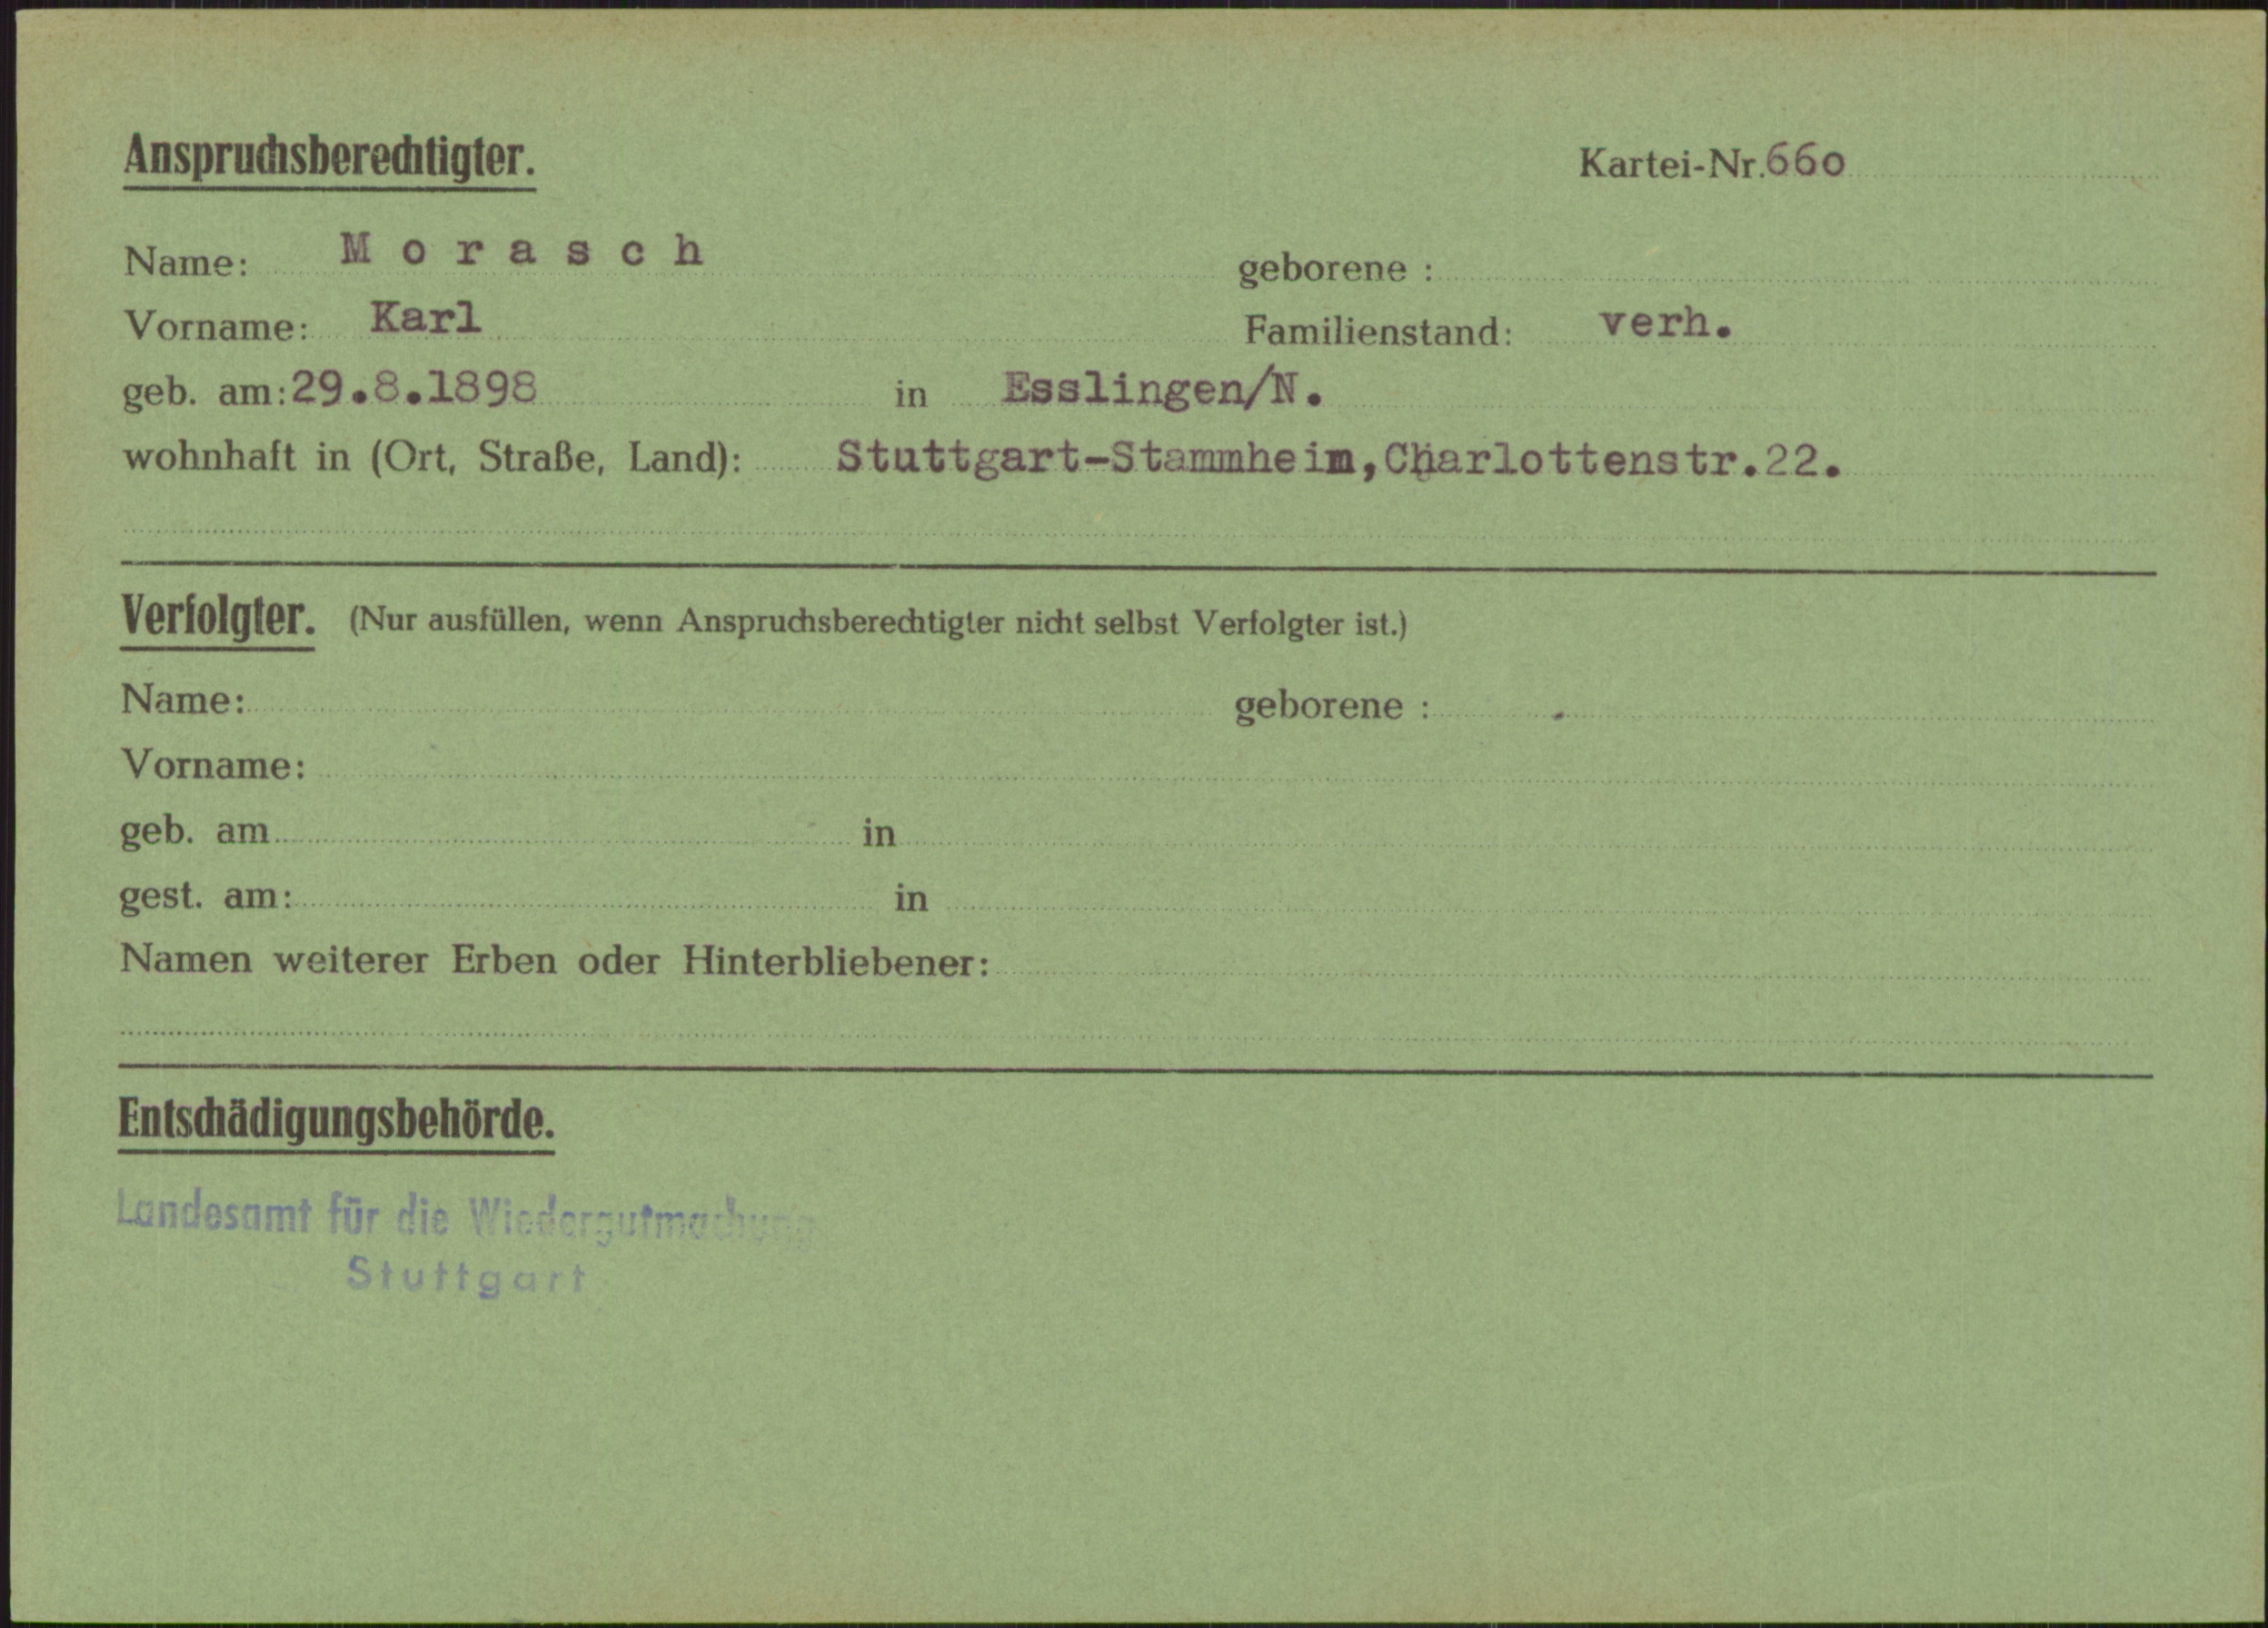 Anspruchsberechtigter. Kartei-Nr.660
Name: Morasch geborene :
Vorname: Karl Familienstand: verh.
geb. am: 29.8.1898 in Esslingen/N.
wohnhaft in (Ort, Straße, Land): Stuttgart-Stammheim,Charlottenstr.22.
Verfolgter. (Nur ausfüllen, wenn Anspruchsberechtigter nicht selbst Verfolgter ist.)
Name: geborene :
Vorname:
geb. am in
gest. am: in
Namen weiterer Erben oder Hinterbliebener:
Entschädigungsbehörde.
Landesamt für die Wiedergutmachung
Stuttgart